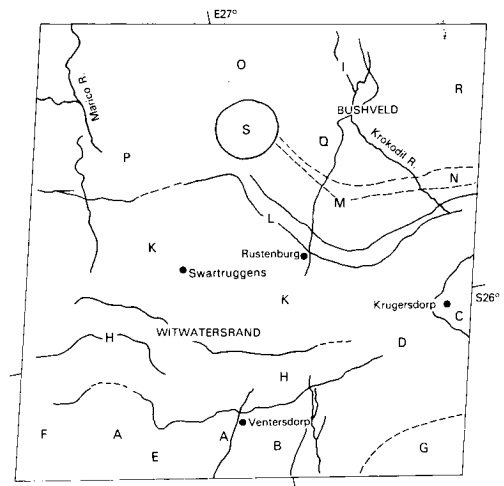 E27°
O
I
R
Marico R.
BUSHVELD
S
Krokodil R.
Q
P
N
M
L
K
Rustenburg
Swartruggens
S26°
K
Krugersdorp
C
WITWATERSRAND
H
D
H
Ventersdorp
F
A
A
B
G
E